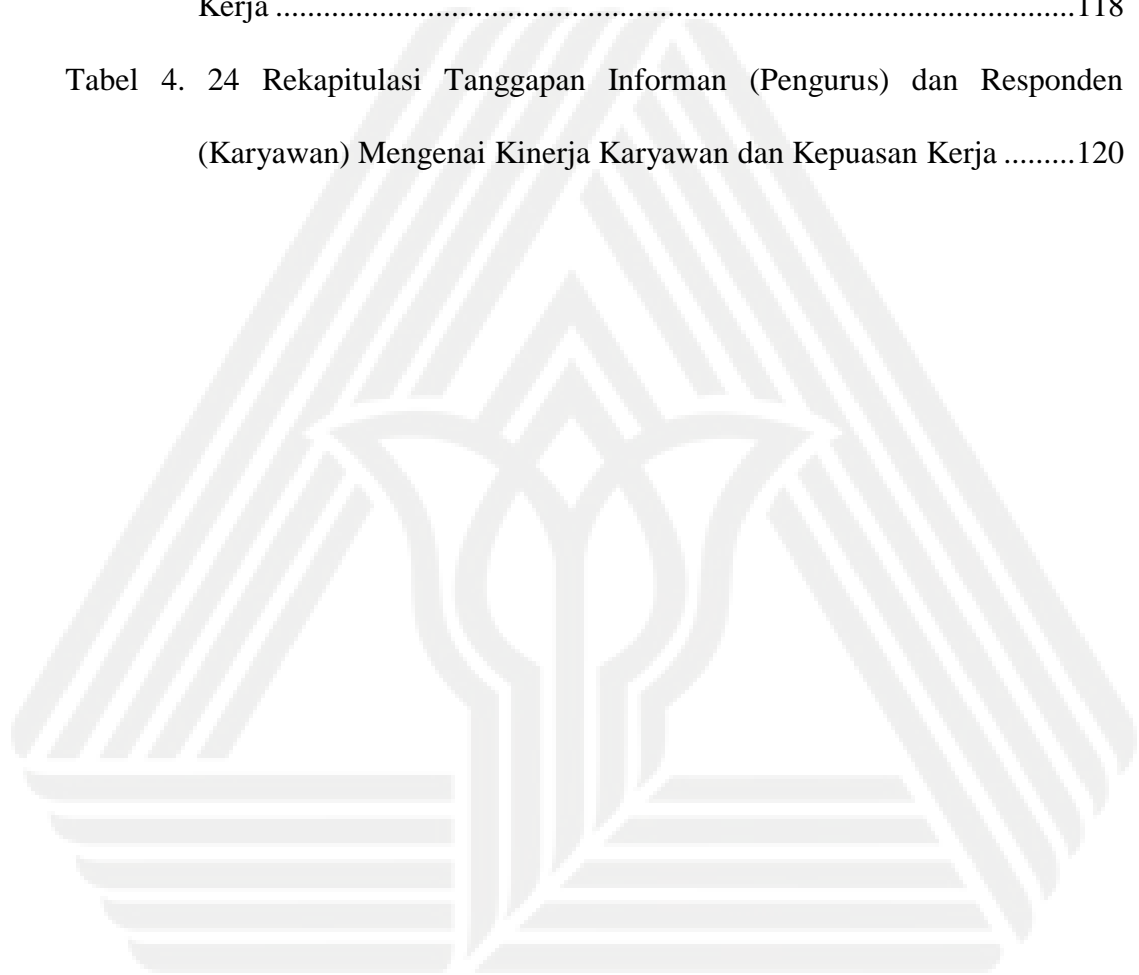 Kerja ........................................................................................................118
Tabel 4. 24 Rekapitulasi Tanggapan Informan (Pengurus) dan Responden
(Karyawan) Mengenai Kinerja Karyawan dan Kepuasan Kerja .........120